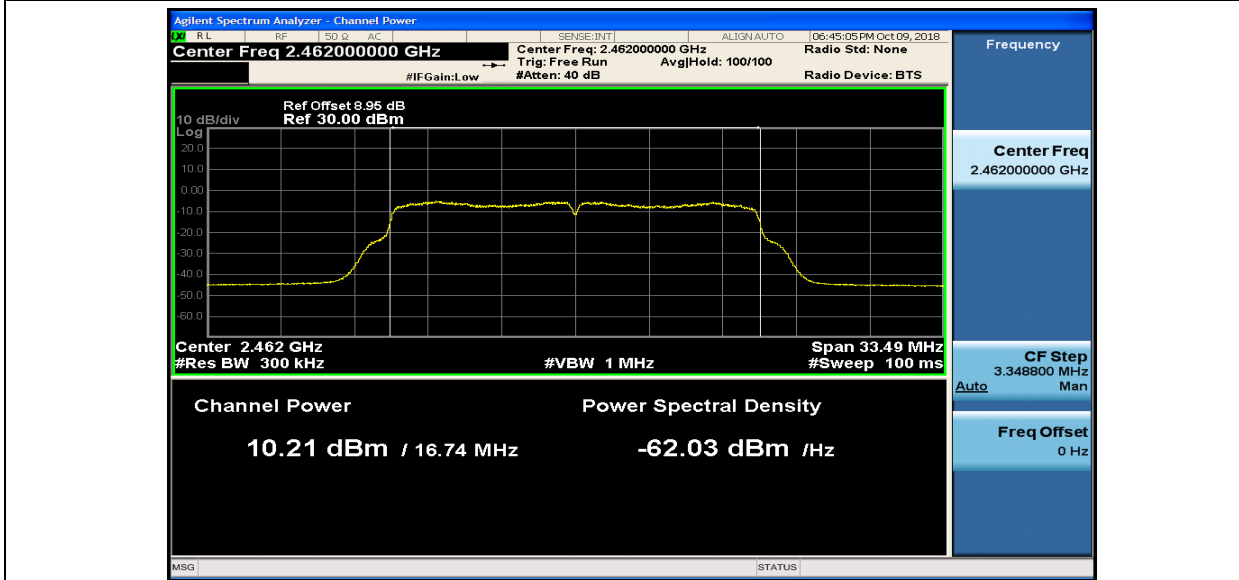 Agilent Spectrum Analyzer - Channel Power
LXI RL RF 50 Ω AC SENSE:INT ALIGN AUTO 06:45:05 PM Oct 09, 2018
Center Freq 2.462000000 GHz
Center Freq: 2.462000000 GHz
Radio Std: None
Trig: Free Run Avg|Hold: 100/100
#IFGain:Low
#Atten: 40 dB
Radio Device: BTS
Ref Offset 8.95 dB
10 dB/div Ref 30.00 dBm
Log
20.0
10.0
0.00
-10.0
-20.0
-30.0
-40.0
-50.0
-60.0
Center 2.462 GHz
Span 33.49 MHz
#Res BW 300 kHz
#VBW 1 MHz
#Sweep 100 ms
Channel Power
Power Spectral Density
10.21 dBm / 16.74 MHz
-62.03 dBm /Hz
MSG
STATUS
Frequency
Center Freq
2.462000000 GHz
CF Step
3.348800 MHz
Auto Man
Freq Offset
0 Hz